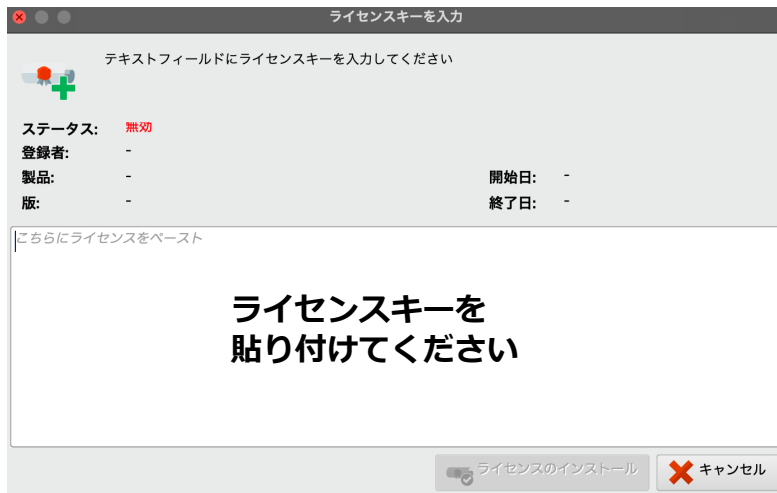 ライセンスキーを入力
テキストフィールドにライセンスキーを入力してください
ステータス: 無効
登録者: -
製品: - 開始日: -
版: - 終了日: -
こちらにライセンスをペースト
ライセンスキーを
貼り付けてください
ライセンスのインストール キャンセル